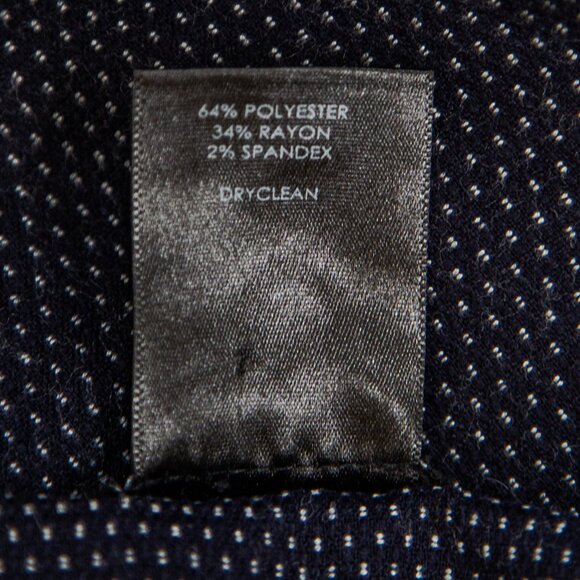 64% POLYESTER
34% RAYON
2% SPANDEX
DRYCLEAN